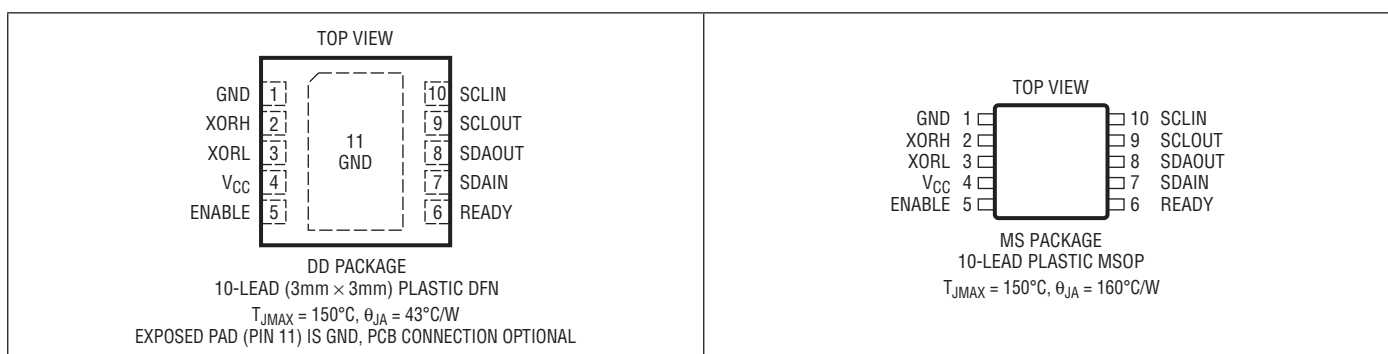 TOP VIEW
GND 1 10 SCLIN
XORH 2 9 SCLOUT
XORL 3 11 GND 8 SDAOUT
VCC 4 7 SDAIN
ENABLE 5 6 READY
DD PACKAGE
10-LEAD (3mm × 3mm) PLASTIC DFN
TJMAX = 150°C, θJA = 43°C/W
EXPOSED PAD (PIN 11) IS GND, PCB CONNECTION OPTIONAL
TOP VIEW
GND 1 10 SCLIN
XORH 2 9 SCLOUT
XORL 3 8 SDAOUT
VCC 4 7 SDAIN
ENABLE 5 6 READY
MS PACKAGE
10-LEAD PLASTIC MSOP
TJMAX = 150°C, θJA = 160°C/W